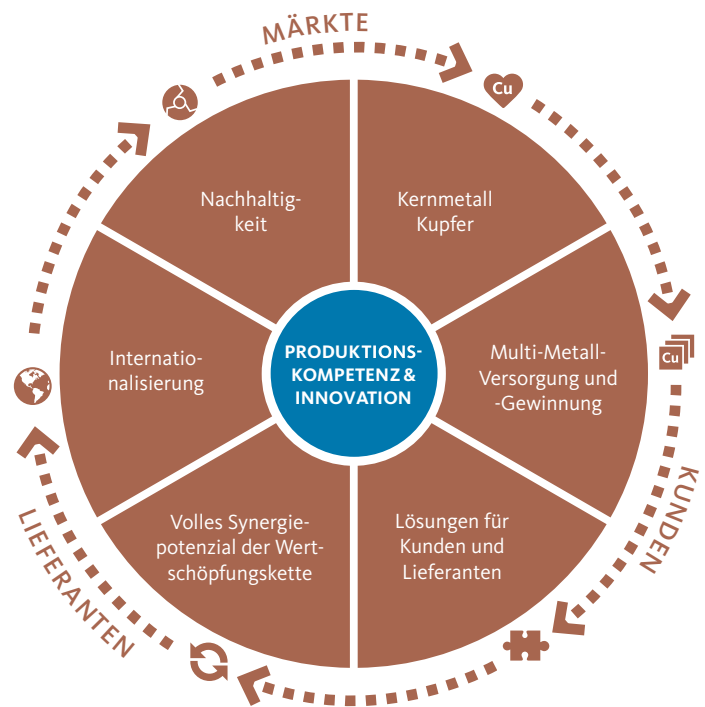 MÄRKTE
Cu
Nachhaltig-
keit
Kernmetall
Kupfer
Internatio-
nalisierung
PRODUKTIONS-
KOMPETENZ &
INNOVATION
Multi-Metall-
Versorgung und
-Gewinnung
Cu
Volles Synergie-
potenzial der Wert-
schöpfungskette
Lösungen für
Kunden und
Lieferanten
KUNDEN
LIEFERANTEN